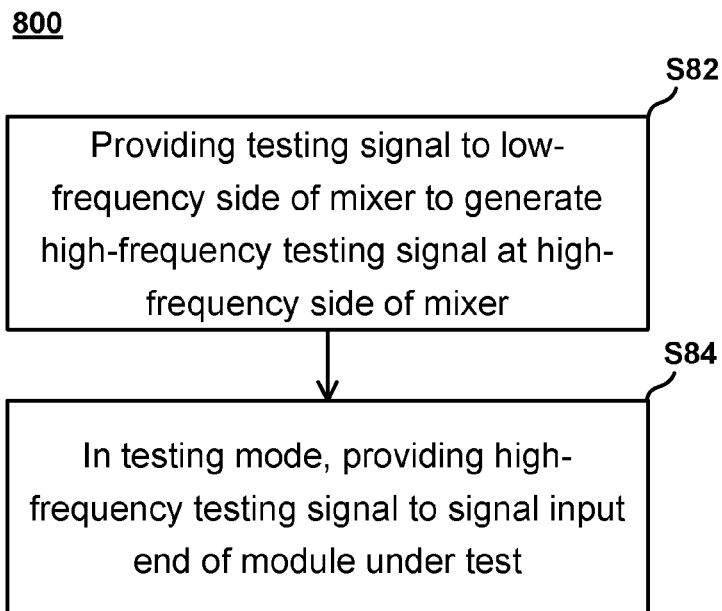 800
S82
Providing testing signal to low-
frequency side of mixer to generate
high-frequency testing signal at high-
frequency side of mixer
S84
In testing mode, providing high-
frequency testing signal to signal input
end of module under test